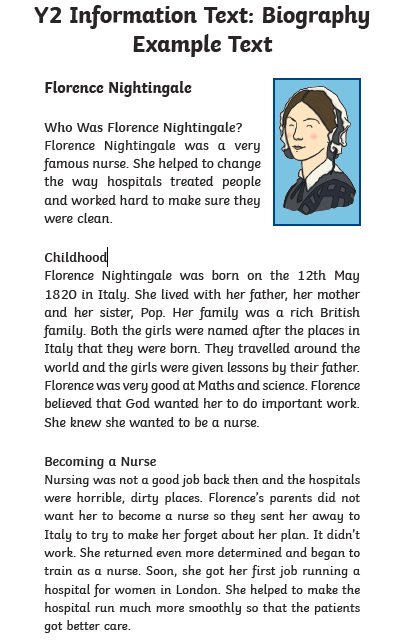 Y2 Information Text: Biography
Example Text
Florence Nightingale
Who Was Florence Nightingale?
Florence Nightingale was a very
famous nurse. She helped to change
the way hospitals treated people
and worked hard to make sure they
were clean.
Childhood
Florence Nightingale was born on the 12th May
1820 in Italy. She lived with her father, her mother
and her sister, Pop. Her family was a rich British
family. Both the girls were named after the places in
Italy that they were born. They travelled around the
world and the girls were given lessons by their father.
Florence was very good at Maths and science. Florence
believed that God wanted her to do important work.
She knew she wanted to be a nurse.
Becoming a Nurse
Nursing was not a good job back then and the hospitals
were horrible, dirty places. Florence's parents did not
want her to become a nurse so they sent her away to
Italy to try to make her forget about her plan. It didn't
work. She returned even more determined and began to
train as a nurse. Soon, she got her first job running a
hospital for women in London. She helped to make the
hospital run much more smoothly so that the patients
got better care.